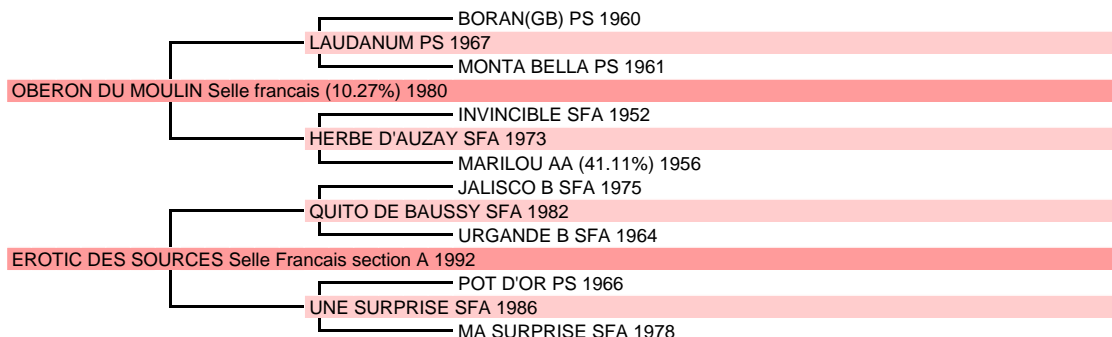 BORAN(GB) PS 1960
LAUDANUM PS 1967
MONTA BELLA PS 1961
OBERON DU MOULIN Selle francais (10.27%) 1980
INVINCIBLE SFA 1952
HERBE D'AUZAY SFA 1973
MARILOU AA (41.11%) 1956
JALISCO B SFA 1975
QUITO DE BAUSSY SFA 1982
URGANDE B SFA 1964
EROTIC DES SOURCES Selle Francais section A 1992
POT D'OR PS 1966
UNE SURPRISE SFA 1986
MA SURPRISE SFA 1978